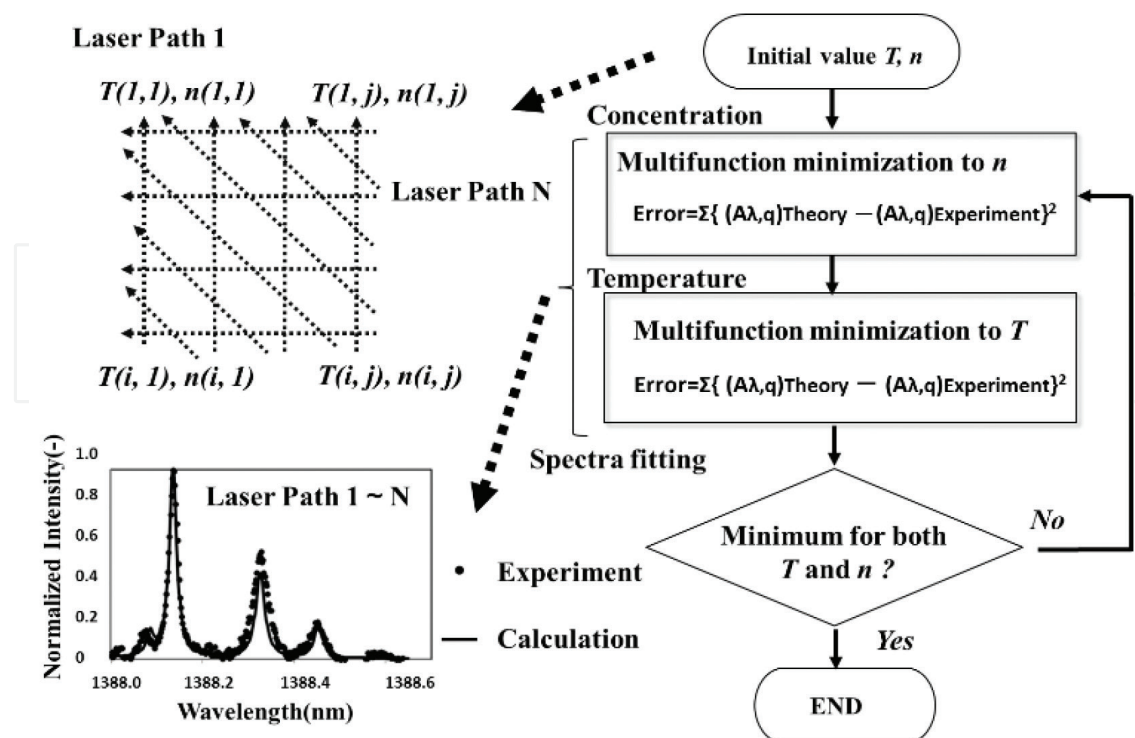 Laser Path 1
T(1,1), n(1,1)
T(1, j), n(1, j)
Laser Path N
T(i, 1), n(i, 1)
T(i, j), n(i, j)
Initial value T, n
Concentration
Multifunction minimization to n
Error=Σ{ (Aλ,q)Theory －(Aλ,q)Experiment}²
Temperature
Multifunction minimization to T
Error=Σ{ (Aλ,q)Theory － (Aλ,q)Experiment}²
Spectra fitting
Minimum for both
T and n ?
No
Yes
END
Normalized Intensity(-)
1.0
0.8
0.6
0.4
0.2
0
Laser Path 1 ~ N
Experiment
Calculation
1388.0 1388.2 1388.4 1388.6
Wavelength(nm)